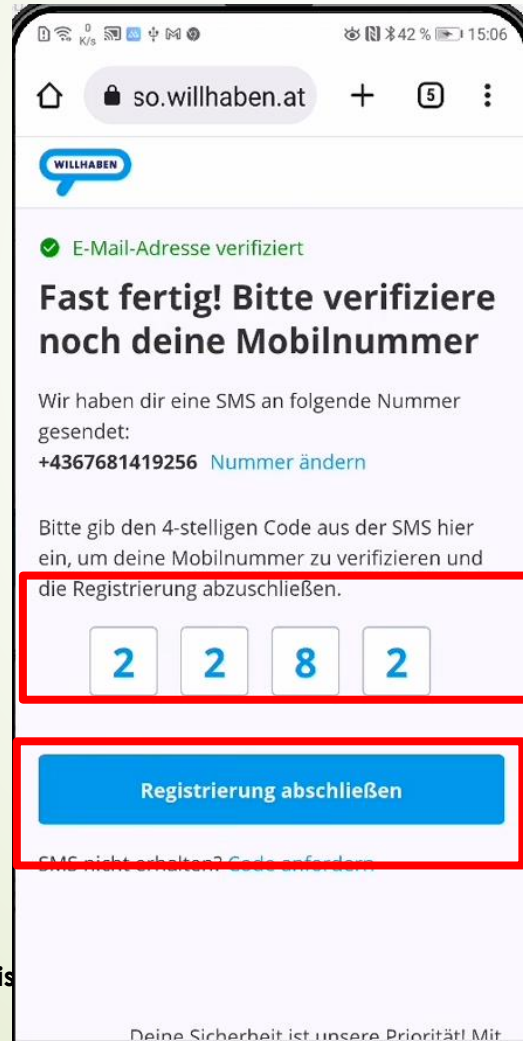 0 K/s 42 % 15:06
so.willhaben.at + 5
WILLHABEN
E-Mail-Adresse verifiziert
Fast fertig! Bitte verifiziere
noch deine Mobilnummer
Wir haben dir eine SMS an folgende Nummer
gesendet:
+4367681419256 Nummer ändern
Bitte gib den 4-stelligen Code aus der SMS hier
ein, um deine Mobilnummer zu verifizieren und
die Registrierung abzuschließen.
2 2 8 2
Registrierung abschließen
SMS nicht erhalten? Code anfordern
is
Deine Sicherheit ist unsere Priorität! Mit